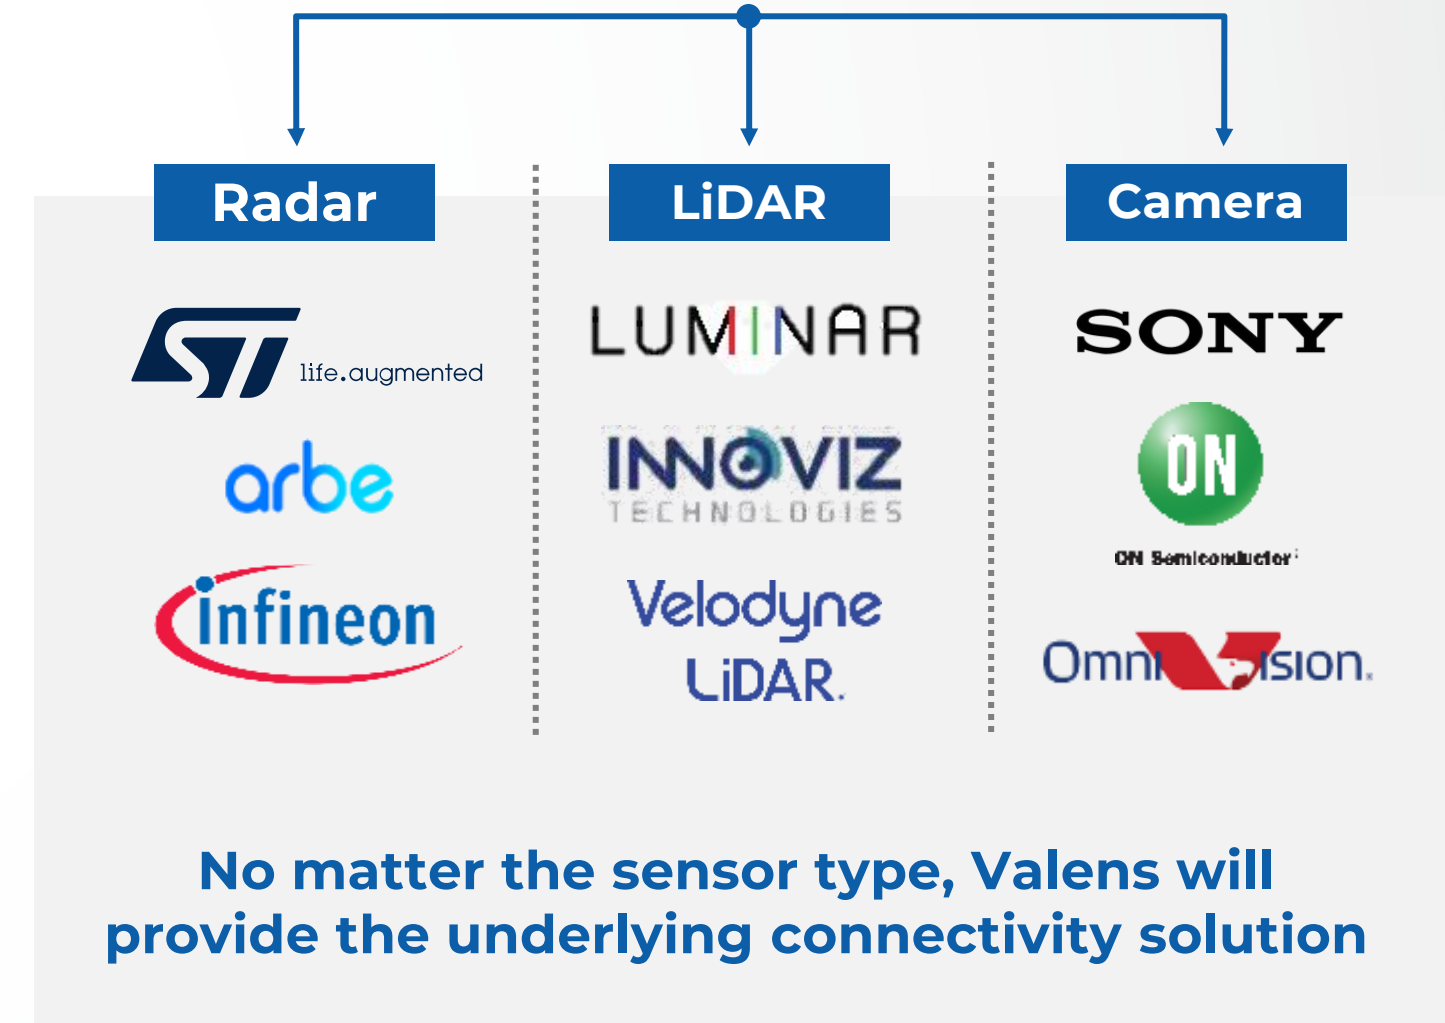 Radar
LiDAR
Camera
ST
life.augmented
arbe
infineon
LUMINAR
INNOVIZ
TECHNOLOGIES
Velodyne
LiDAR.
SONY
ON
ON Semiconductor
OmniVision.
No matter the sensor type, Valens will
provide the underlying connectivity solution